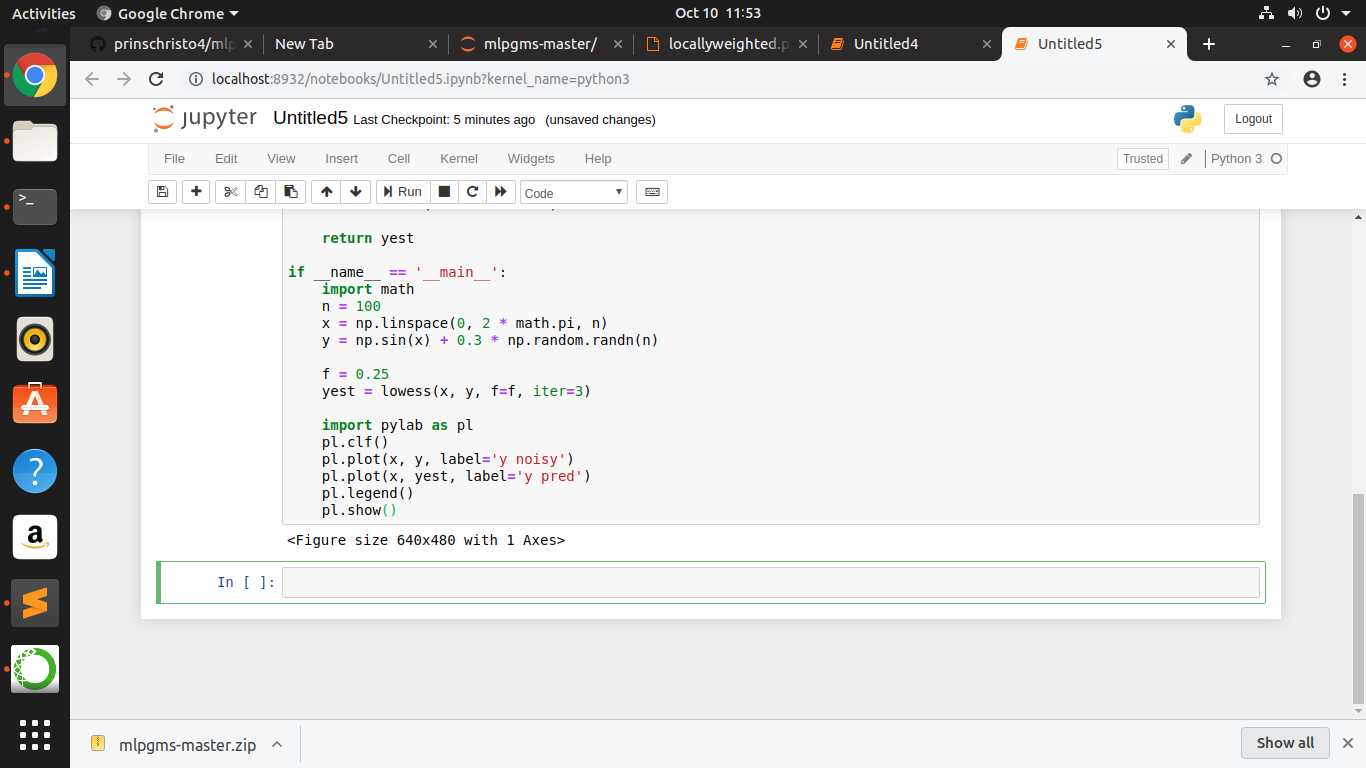 Activities
Google Chrome
Oct 10 11:53
prinschristo4/mlp
New Tab
mlpgms-master/
locallyweighted.p
Untitled4
Untitled5
localhost:8932/notebooks/Untitled5.ipynb?kernel_name=python3
jupyter
Untitled5 Last Checkpoint: 5 minutes ago (unsaved changes)
Logout
File Edit View Insert Cell Kernel Widgets Help
Trusted
Python 3
Run
Code
return yest
if __name__ == '__main__':
import math
n = 100
x = np.linspace(0, 2 * math.pi, n)
y = np.sin(x) + 0.3 * np.random.randn(n)
f = 0.25
yest = lowess(x, y, f=f, iter=3)
import pylab as pl
pl.clf()
pl.plot(x, y, label='y noisy')
pl.plot(x, yest, label='y pred')
pl.legend()
pl.show()
<Figure size 640x480 with 1 Axes>
In [ ]:
mlpgms-master.zip
Show all